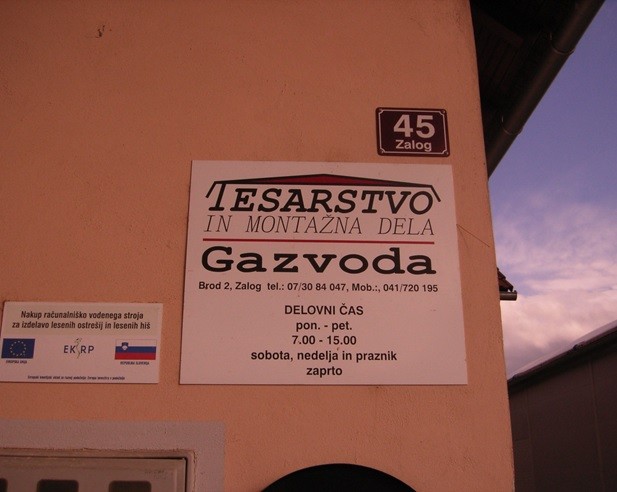 45
Zalog
TESARSTVO
IN MONTAŽNA DELA
Gazvoda
Brod 2, Zalog tel.: 07/30 84 047, Mob.:, 041/720 195
DELOVNI ČAS
pon. - pet.
7.00 - 15.00
sobota, nedelja in praznik
zaprto
Nakup računalniško vodenega stroja
za izdelavo lesenih ostrešij in lesenih hiš
EKSRP
REPUBLIKA SLOVENIJA